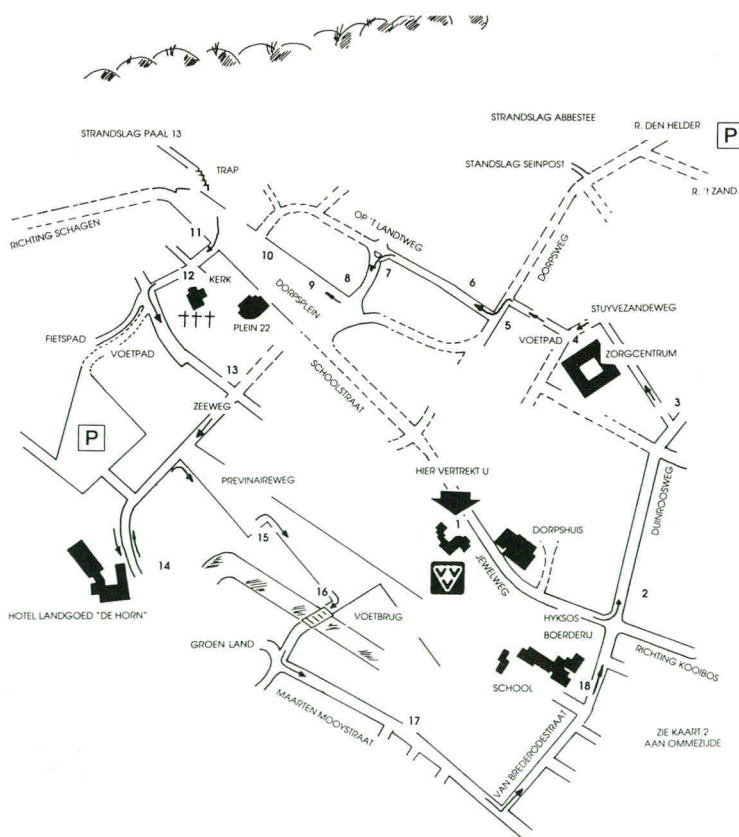 STRANDSLAG ABBESTEE
R. DEN HELDER
P
STRANDSLAG PAAL 13
STANDSLAG SEINPOST
TRAP
R. 'T ZAND
OP 'T LANDTWEG
RICHTING SCHAGEN
11
10
DORPSWEG
12
KERK
9
8
7
6
DORPSPLEIN
STUYVEZANDEWEG
5
4
VOETPAD
PLEIN 22
ZORGCENTRUM
FIETSPAD
VOETPAD
13
SCHOOLSTRAAT
3
ZEEWEG
P
HIER VERTREKT U
PREVINAIREWEG
DUINROOSWEG
1
DORPSHUIS
15
14
JEWELWEG
16
2
HOTEL LANDGOED "DE HORN"
VOETBRUG
HYKSOS
BOERDERIJ
GROEN LAND
RICHTING KOOIBOS
SCHOOL
18
MAARTEN MOOYSTRAAT
17
VAN BREDERODESTRAAT
ZIE KAART 2
AAN OMMEZIJDE